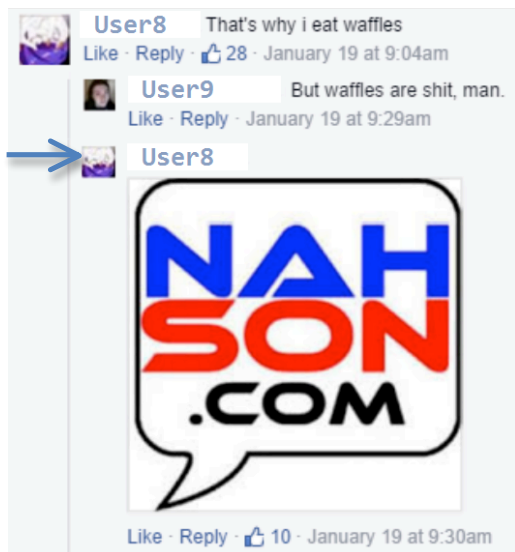 User8 That's why i eat waffles
Like · Reply · 28 · January 19 at 9:04am
User9 But waffles are shit, man.
Like · Reply · January 19 at 9:29am
User8
NAH
SON
.COM
Like · Reply · 10 · January 19 at 9:30am